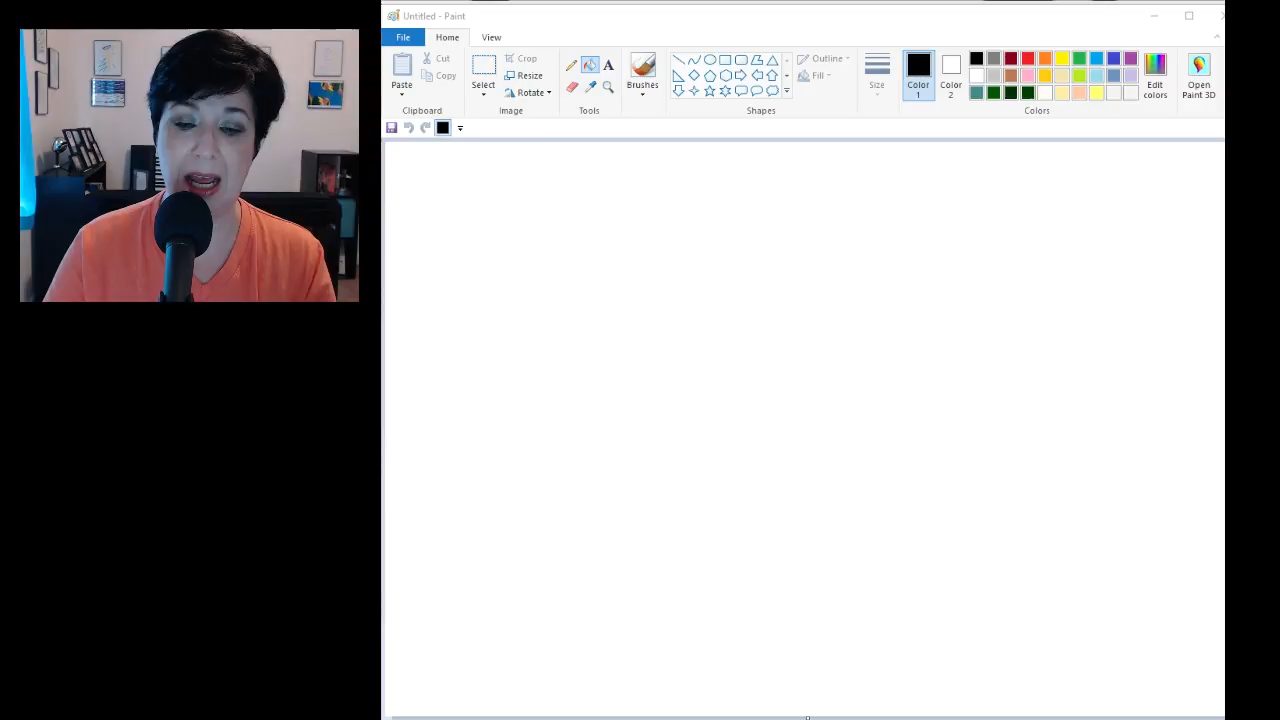 Untitled - Paint
File Home View
Paste
Cut
Copy
Clipboard
Select
Crop
Resize
Rotate
Image
A
Tools
Brushes
Shapes
Outline
Fill
Size
Color 1
Color 2
Edit colors
Colors
Open Paint 3D